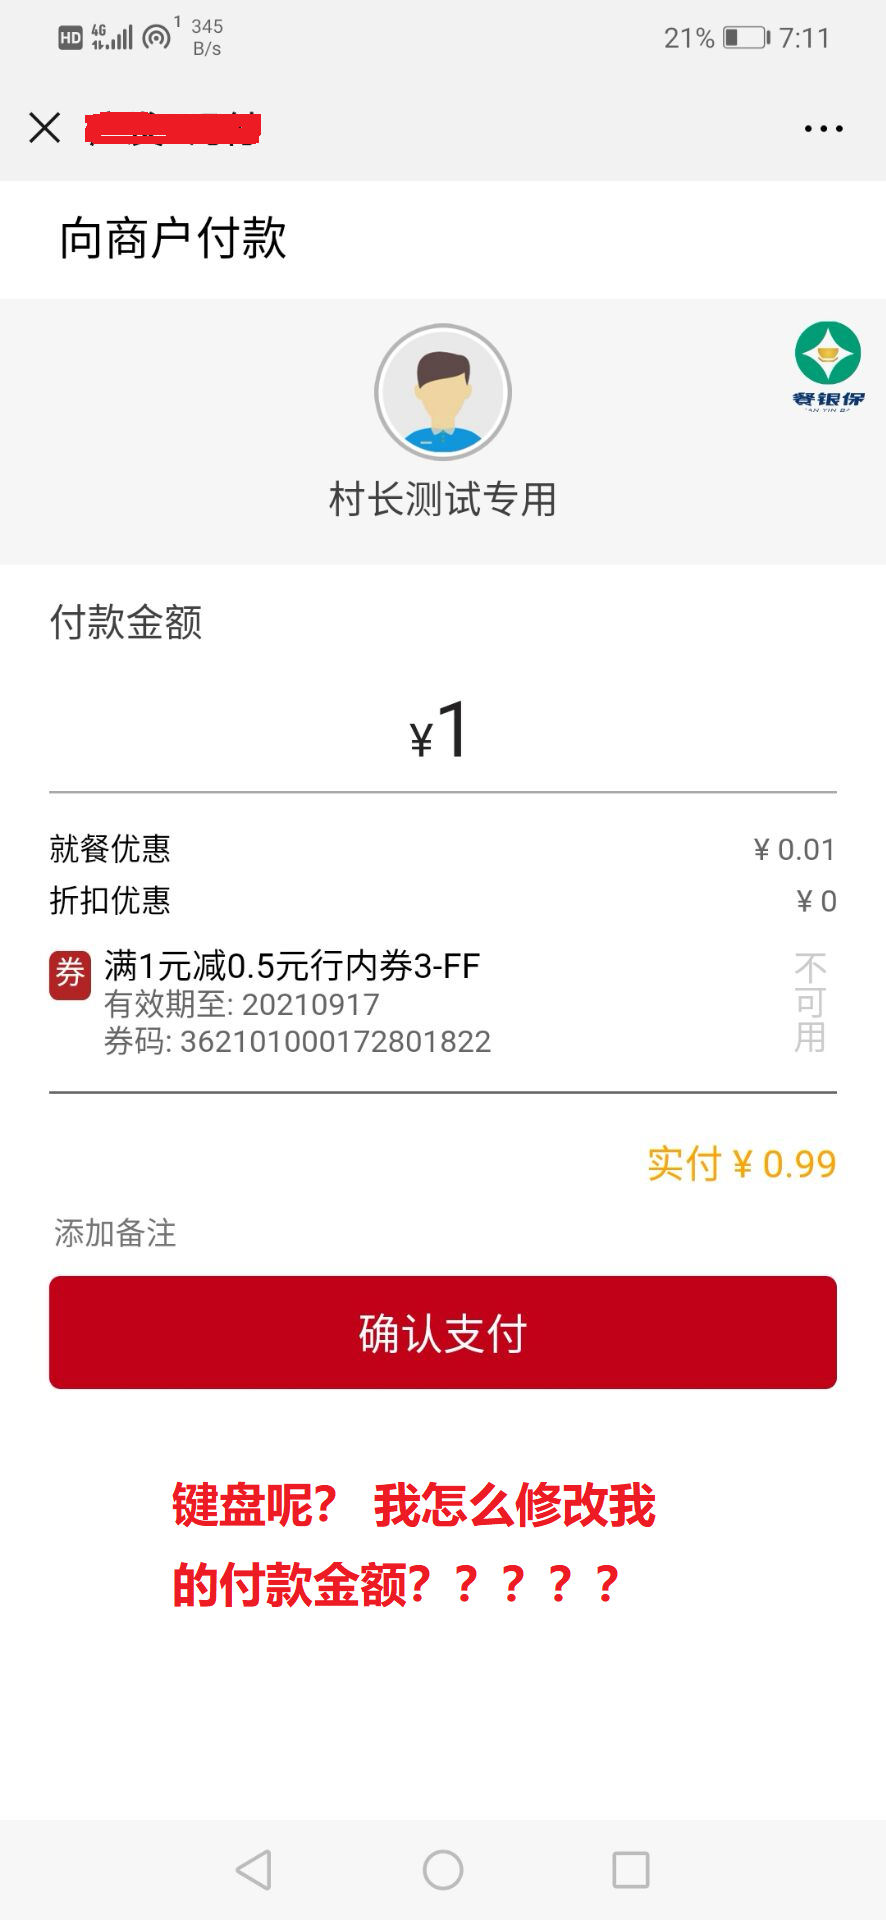 HD 4G 1 345
B/s
21% 7:11
向商户付款
餐银保
村长测试专用
付款金额
¥1
就餐优惠 ¥ 0.01
折扣优惠 ¥ 0
券 满1元减0.5元行内券3-FF
有效期至: 20210917
券码: 362101000172801822
不可用
实付 ¥ 0.99
添加备注
确认支付
键盘呢？ 我怎么修改我
的付款金额？？？？？